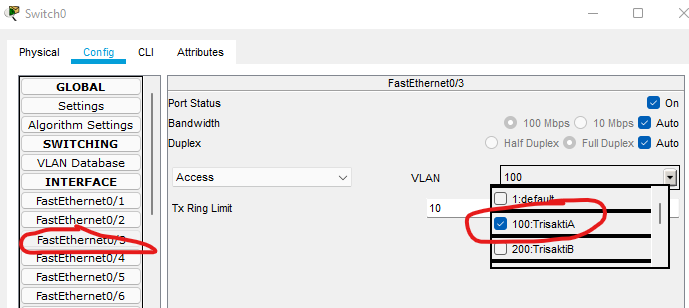 Switch0
Physical Config CLI Attributes
GLOBAL
Settings
Algorithm Settings
SWITCHING
VLAN Database
INTERFACE
FastEthernet0/1
FastEthernet0/2
FastEthernet0/3
FastEthernet0/4
FastEthernet0/5
FastEthernet0/6
FastEthernet0/3
Port Status On
Bandwidth 100 Mbps 10 Mbps Auto
Duplex Half Duplex Full Duplex Auto
Access VLAN 100
1:default
Tx Ring Limit 10
100:TrisaktiA
200:TrisaktiB